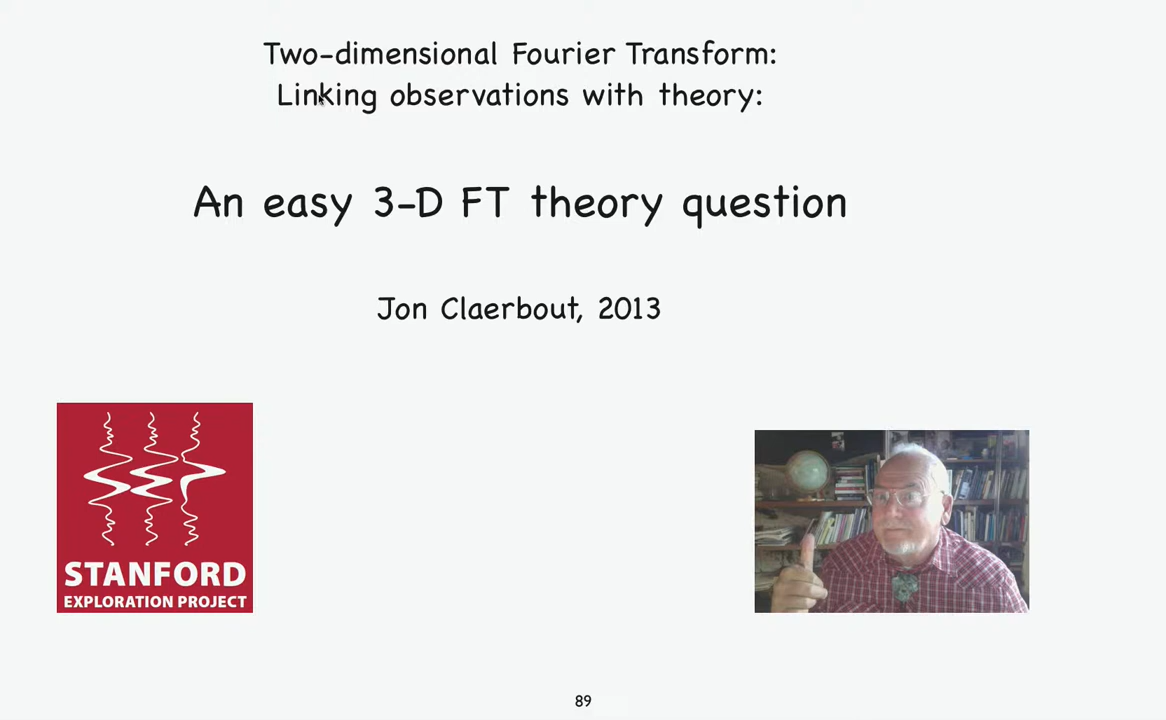 Two-dimensional Fourier Transform:
Linking observations with theory:
An easy 3-D FT theory question
Jon Claerbout, 2013
STANFORD
EXPLORATION PROJECT
89